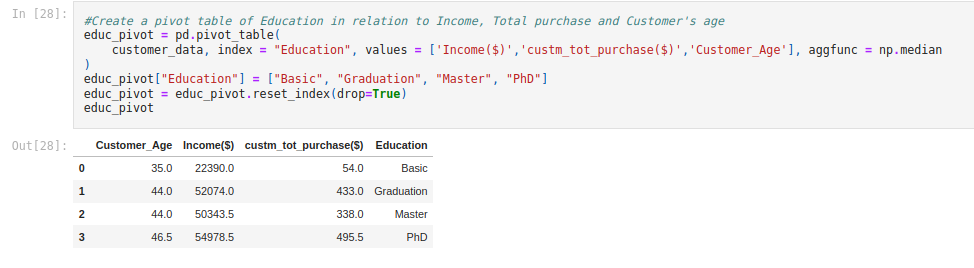 In [28]:
#Create a pivot table of Education in relation to Income, Total purchase and Customer's age
educ_pivot = pd.pivot_table(
customer_data, index = "Education", values = ['Income($)','custm_tot_purchase($)','Customer_Age'], aggfunc = np.median
)
educ_pivot["Education"] = ["Basic", "Graduation", "Master", "PhD"]
educ_pivot = educ_pivot.reset_index(drop=True)
educ_pivot
Out[28]:
Customer_Age Income($) custm_tot_purchase($) Education
0 35.0 22390.0 54.0 Basic
1 44.0 52074.0 433.0 Graduation
2 44.0 50343.5 338.0 Master
3 46.5 54978.5 495.5 PhD